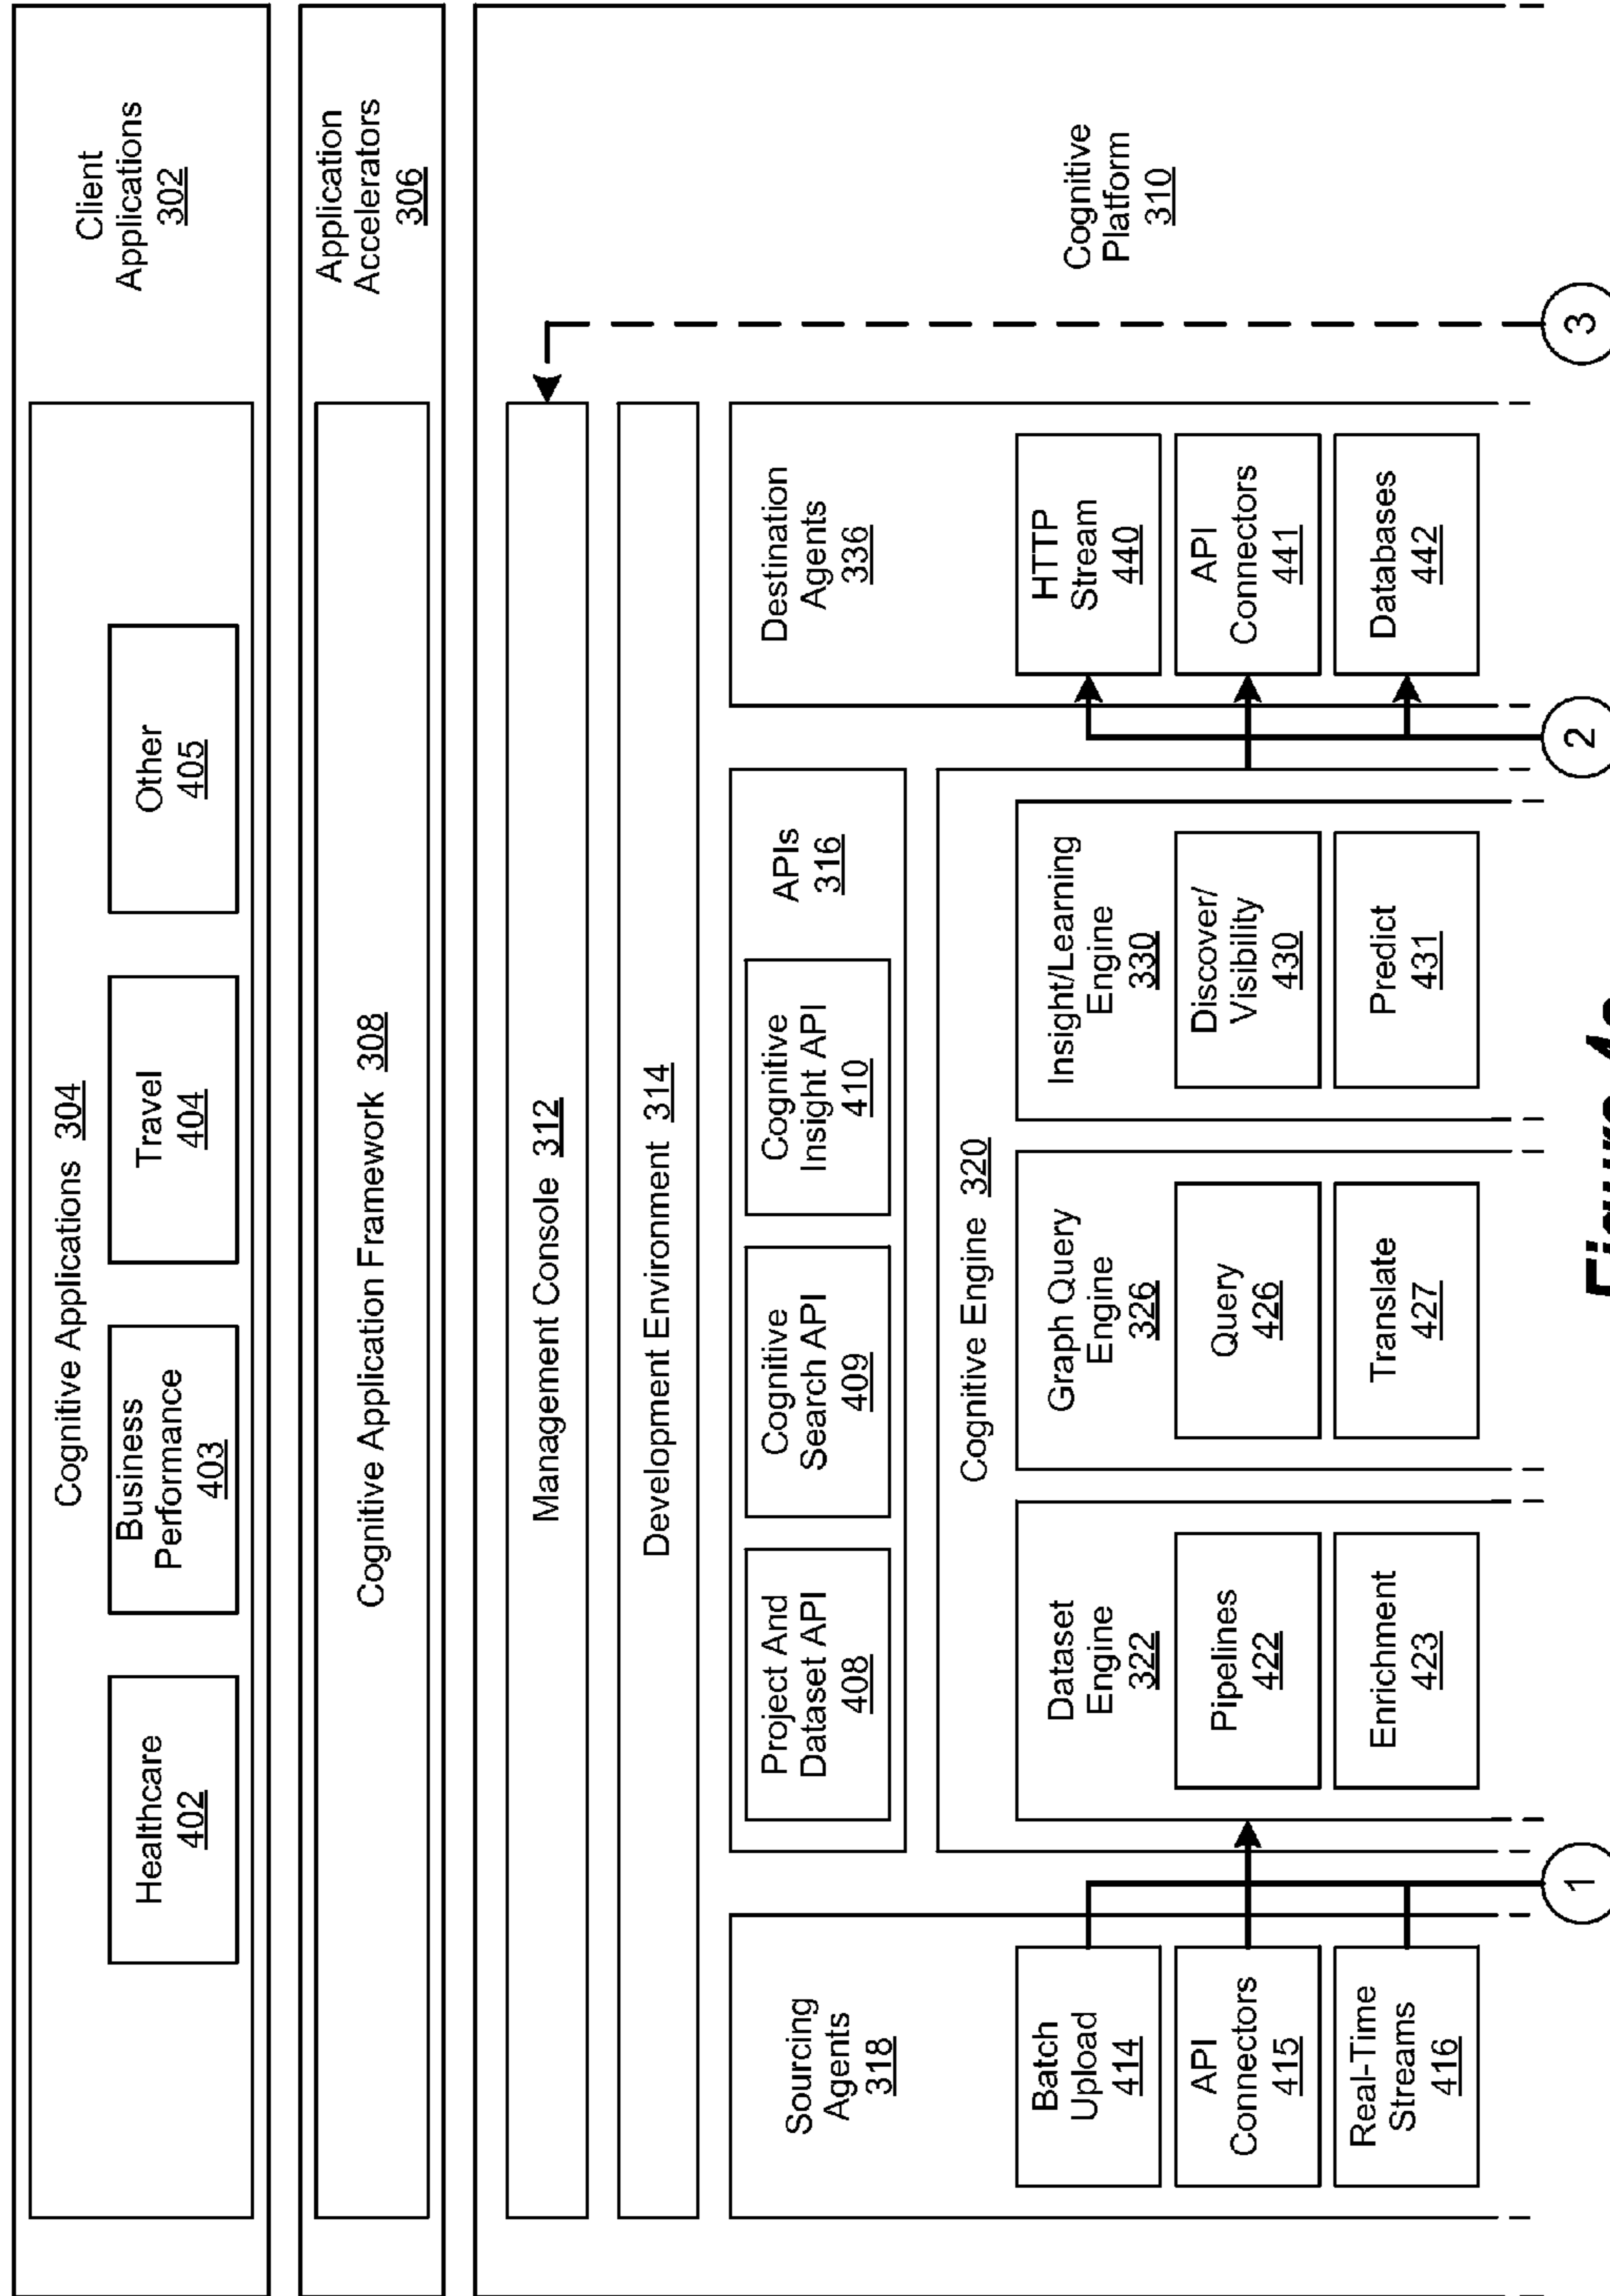 Client
Applications
302
Cognitive Applications 304
Healthcare
402
Business
Performance
403
Travel
404
Other
405
Application
Accelerators
306
Cognitive Application Framework 308
Cognitive
Platform
310
Management Console 312
Development Environment 314
Sourcing
Agents
318
Batch
Upload
414
API
Connectors
415
Real-Time
Streams
416
Project And
Dataset API
408
Cognitive
Search API
409
Cognitive
Insight API
410
APIs
316
Cognitive Engine 320
Dataset
Engine
322
Pipelines
422
Enrichment
423
Graph Query
Engine
326
Query
426
Translate
427
Insight/Learning
Engine
330
Discover/
Visibility
430
Predict
431
Destination
Agents
336
HTTP
Stream
440
API
Connectors
441
Databases
442
1
2
3